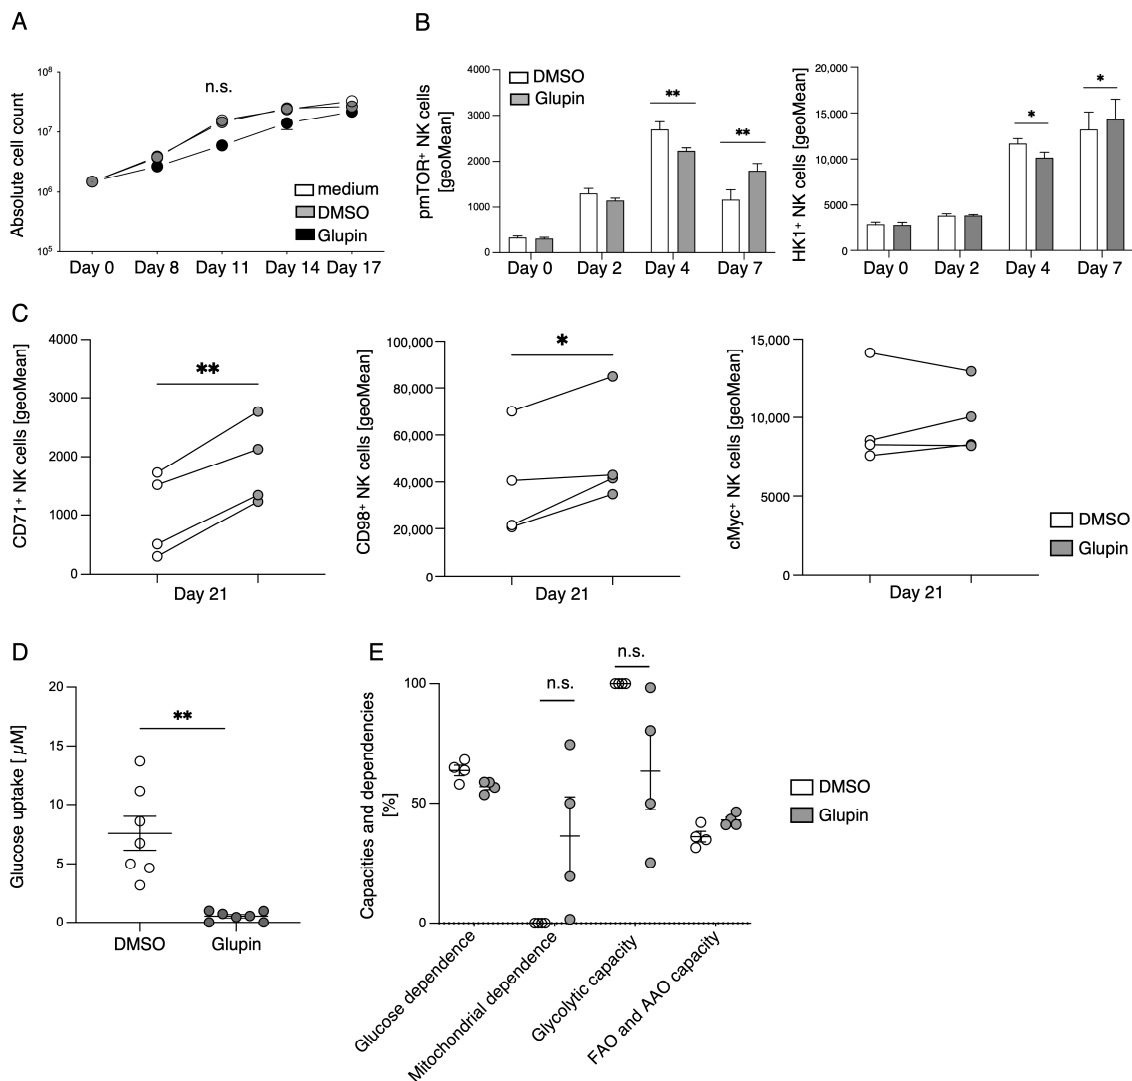 A
Absolute cell count
10⁸
10⁷
10⁶
10⁵
n.s.
medium
DMSO
Glupin
Day 0
Day 8
Day 11
Day 14
Day 17
B
pmTOR⁺ NK cells
[geoMean]
4000
3000
2000
1000
0
DMSO
Glupin
**
**
Day 0
Day 2
Day 4
Day 7
HK1⁺ NK cells [geoMean]
20,000
15,000
10,000
5000
0
*
*
Day 0
Day 2
Day 4
Day 7
C
CD71⁺ NK cells [geoMean]
4000
3000
2000
1000
0
**
Day 21
CD98⁺ NK cells [geoMean]
100,000
80,000
60,000
40,000
20,000
0
*
Day 21
cMyc⁺ NK cells [geoMean]
15,000
10,000
5000
0
Day 21
DMSO
Glupin
D
Glucose uptake [ µM]
20
15
10
5
0
**
DMSO
Glupin
E
Capacities and dependencies
[%]
100
50
0
n.s.
n.s.
Glucose dependence
Mitochondrial dependence
Glycolytic capacity
FAO and AAO capacity
DMSO
Glupin